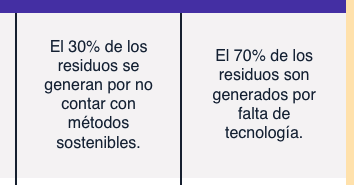 El 30% de los
residuos se
generan por no
contar con
métodos
sostenibles.
El 70% de los
residuos son
generados por
falta de
tecnología.